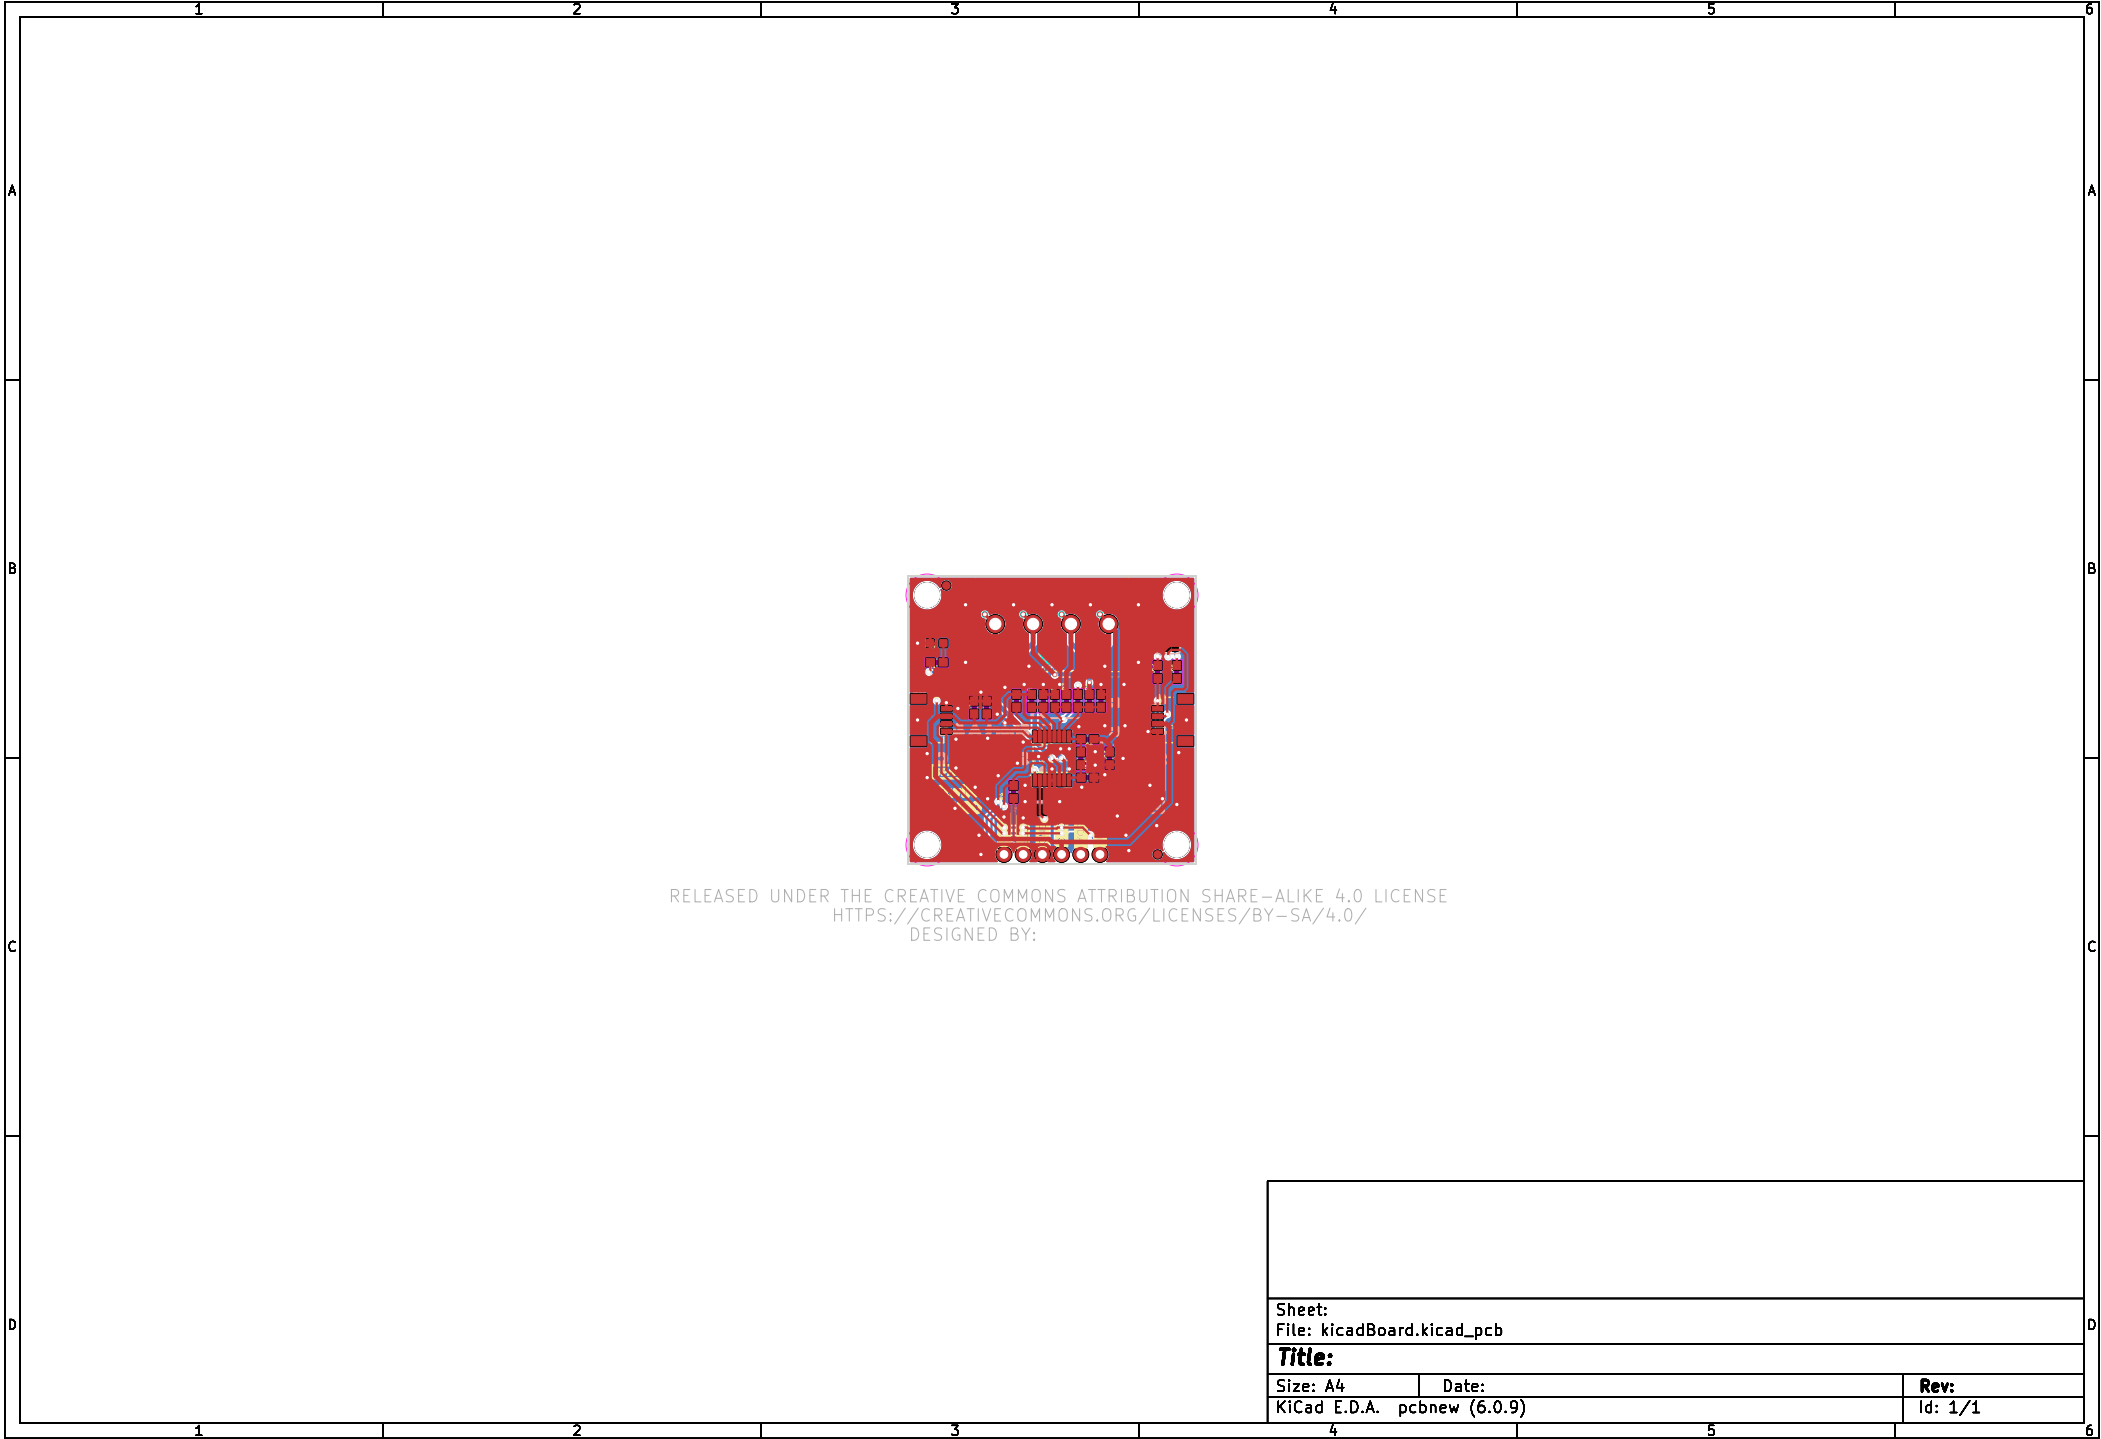 1 2 3 4 5 6
A A
B B
RELEASED UNDER THE CREATIVE COMMONS ATTRIBUTION SHARE-ALIKE 4.0 LICENSE
HTTPS://CREATIVECOMMONS.ORG/LICENSES/BY-SA/4.0/
DESIGNED BY:
C C
Sheet:
File: kicadBoard.kicad_pcb
D D
Title:
Size: A4 Date: Rev:
KiCad E.D.A. pcbnew (6.0.9) Id: 1/1
1 2 3 4 5 6